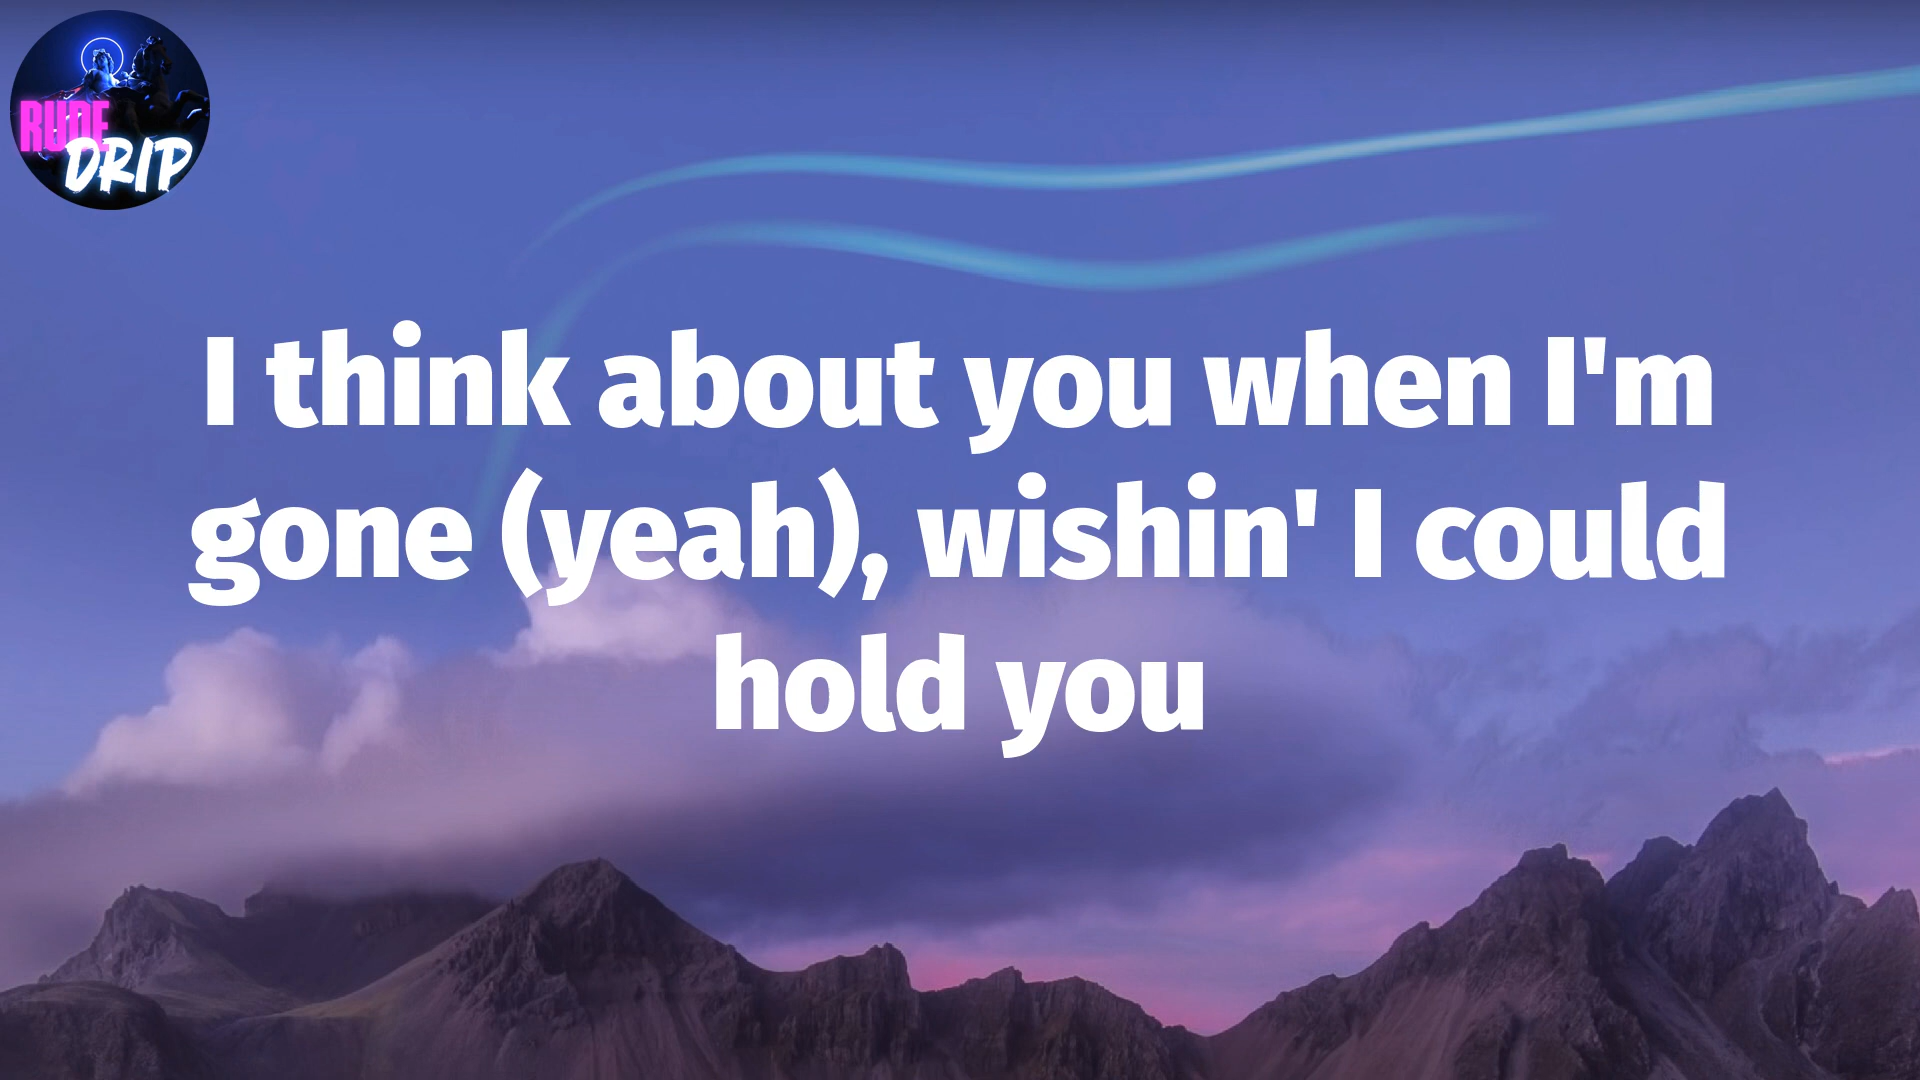 RUDE
DRIP
I think about you when I'm
gone (yeah), wishin' I could
hold you